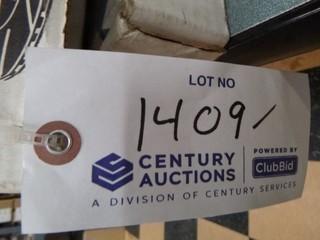 LOT NO
1409/
CENTURY AUCTIONS
POWERED BY
ClubBid
A DIVISION OF CENTURY SERVICES